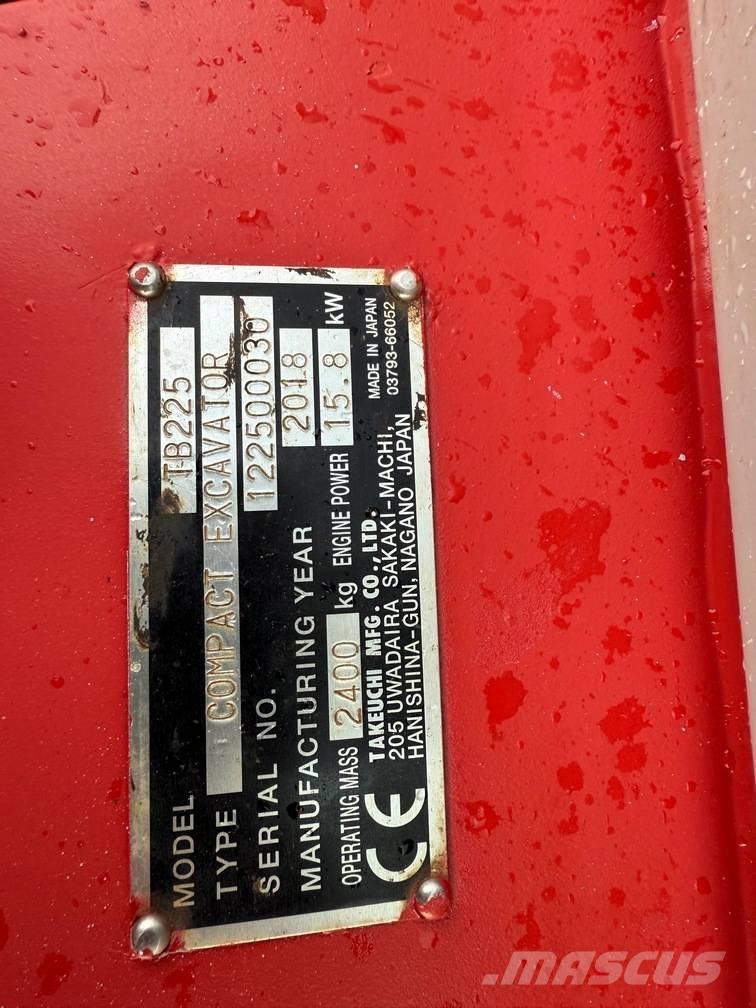 MODEL TB225
TYPE COMPACT EXCAVATOR
SERIAL NO. 122500030
MANUFACTURING YEAR 2018
OPERATING MASS 2400 kg ENGINE POWER 15.8 kW
CE TAKEUCHI MFG. CO., LTD. MADE IN JAPAN
205 UWADAIRA SAKAKI-MACHI, 03793-66052
HANISHINA-GUN, NAGANO JAPAN
MASCUS